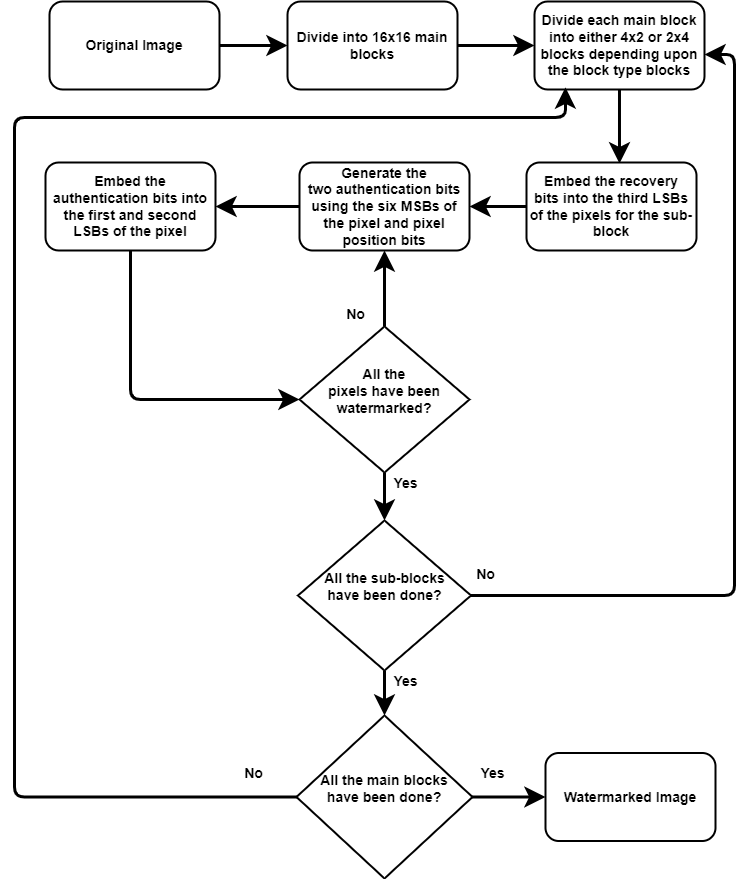 Original Image
Divide into 16x16 main
blocks
Divide each main block
into either 4x2 or 2x4
blocks depending upon
the block type blocks
Embed the recovery
bits into the third LSBs
of the pixels for the sub-
block
Generate the
two authentication bits
using the six MSBs of
the pixel and pixel
position bits
Embed the
authentication bits into
the first and second
LSBs of the pixel
No
All the
pixels have been
watermarked?
Yes
All the sub-blocks
have been done?
No
Yes
All the main blocks
have been done?
No
Yes
Watermarked Image